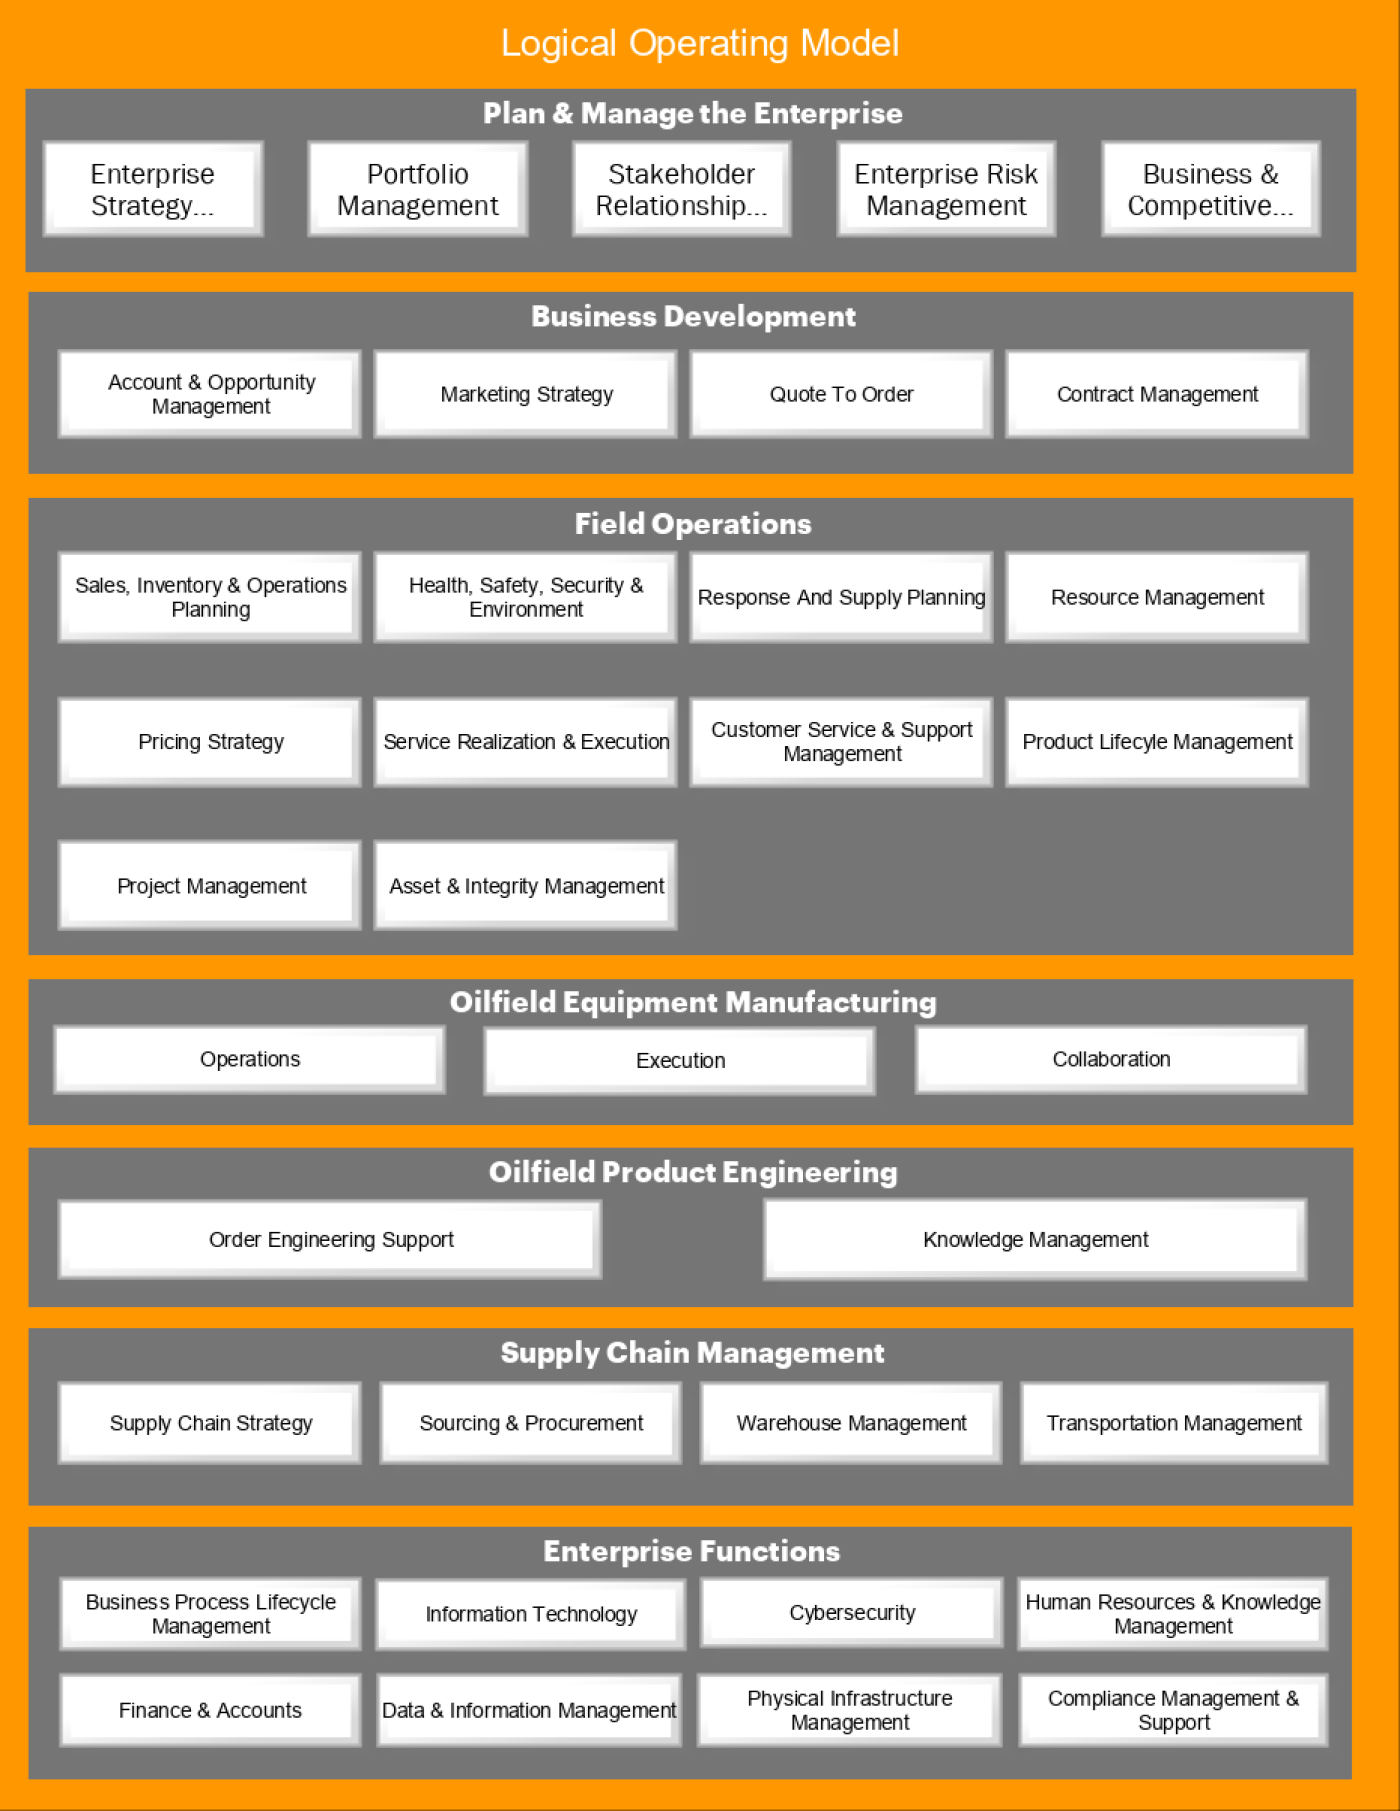 Logical Operating Model
Plan & Manage the Enterprise
Enterprise
Strategy...
Portfolio
Management
Stakeholder
Relationship...
Enterprise Risk
Management
Business &
Competitive...
Business Development
Account & Opportunity
Management
Marketing Strategy
Quote To Order
Contract Management
Field Operations
Sales, Inventory & Operations
Planning
Health, Safety, Security &
Environment
Response And Supply Planning
Resource Management
Pricing Strategy
Service Realization & Execution
Customer Service & Support
Management
Product Lifecyle Management
Project Management
Asset & Integrity Management
Oilfield Equipment Manufacturing
Operations
Execution
Collaboration
Oilfield Product Engineering
Order Engineering Support
Knowledge Management
Supply Chain Management
Supply Chain Strategy
Sourcing & Procurement
Warehouse Management
Transportation Management
Enterprise Functions
Business Process Lifecycle
Management
Information Technology
Cybersecurity
Human Resources & Knowledge
Management
Finance & Accounts
Data & Information Management
Physical Infrastructure
Management
Compliance Management &
Support